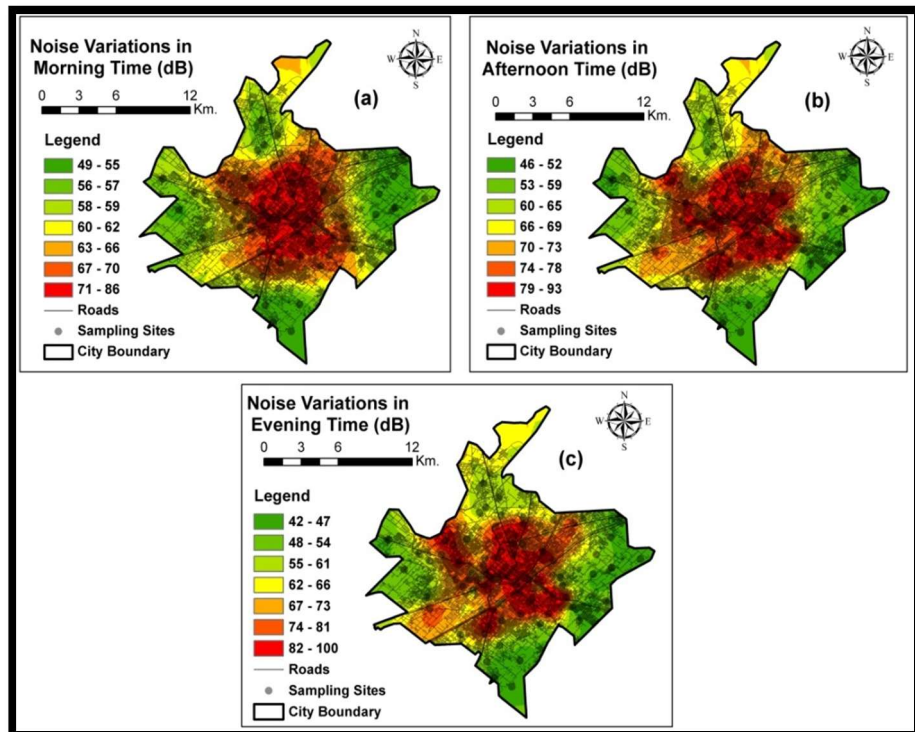 Noise Variations in
Morning Time (dB)
0 3 6 12
Km.
N
W E
S
(a)
Legend
49 - 55
56 - 57
58 - 59
60 - 62
63 - 66
67 - 70
71 - 86
Roads
Sampling Sites
City Boundary
Noise Variations in
Afternoon Time (dB)
0 3 6 12
Km.
N
W E
S
(b)
Legend
46 - 52
53 - 59
60 - 65
66 - 69
70 - 73
74 - 78
79 - 93
Roads
Sampling Sites
City Boundary
Noise Variations in
Evening Time (dB)
0 3 6 12
Km.
N
W E
S
(c)
Legend
42 - 47
48 - 54
55 - 61
62 - 66
67 - 73
74 - 81
82 - 100
Roads
Sampling Sites
City Boundary